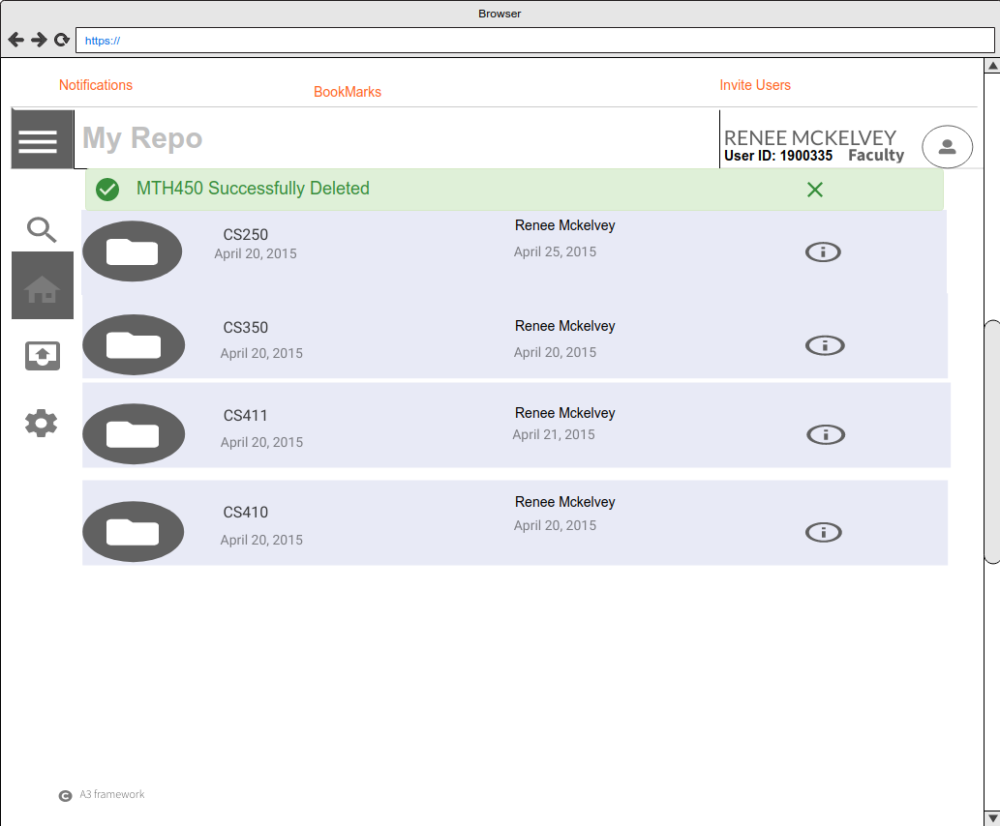 Browser
https://
Notifications
BookMarks
Invite Users
My Repo
RENEE MCKELVEY
User ID: 1900335 Faculty
MTH450 Successfully Deleted
CS250
April 20, 2015
Renee Mckelvey
April 25, 2015
CS350
April 20, 2015
Renee Mckelvey
April 20, 2015
CS411
April 20, 2015
Renee Mckelvey
April 21, 2015
CS410
April 20, 2015
Renee Mckelvey
April 20, 2015
A3 framework